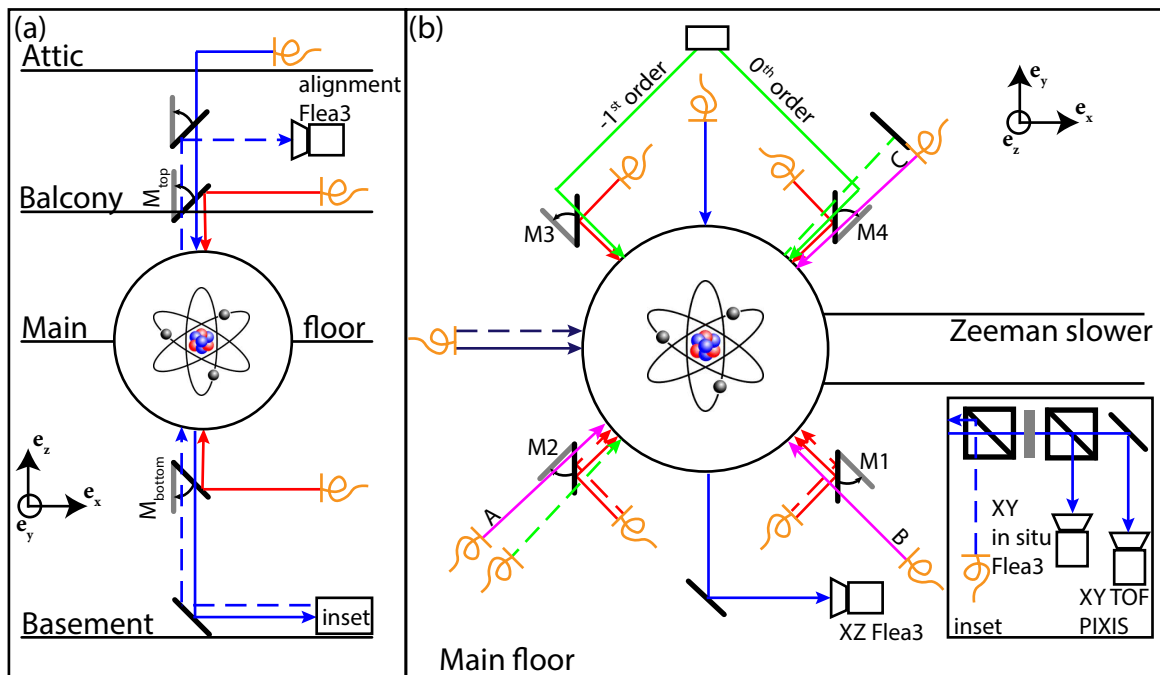 (a)
Attic
alignment
Flea3
M_top
Balcony
Main
floor
e_z
e_x
e_y
M_bottom
Basement
inset
(b)
-1st order
0th order
e_y
e_x
e_z
C
M3
M4
Zeeman slower
M2
M1
A
B
XZ Flea3
Main floor
XY
in situ
Flea3
XY TOF
PIXIS
inset